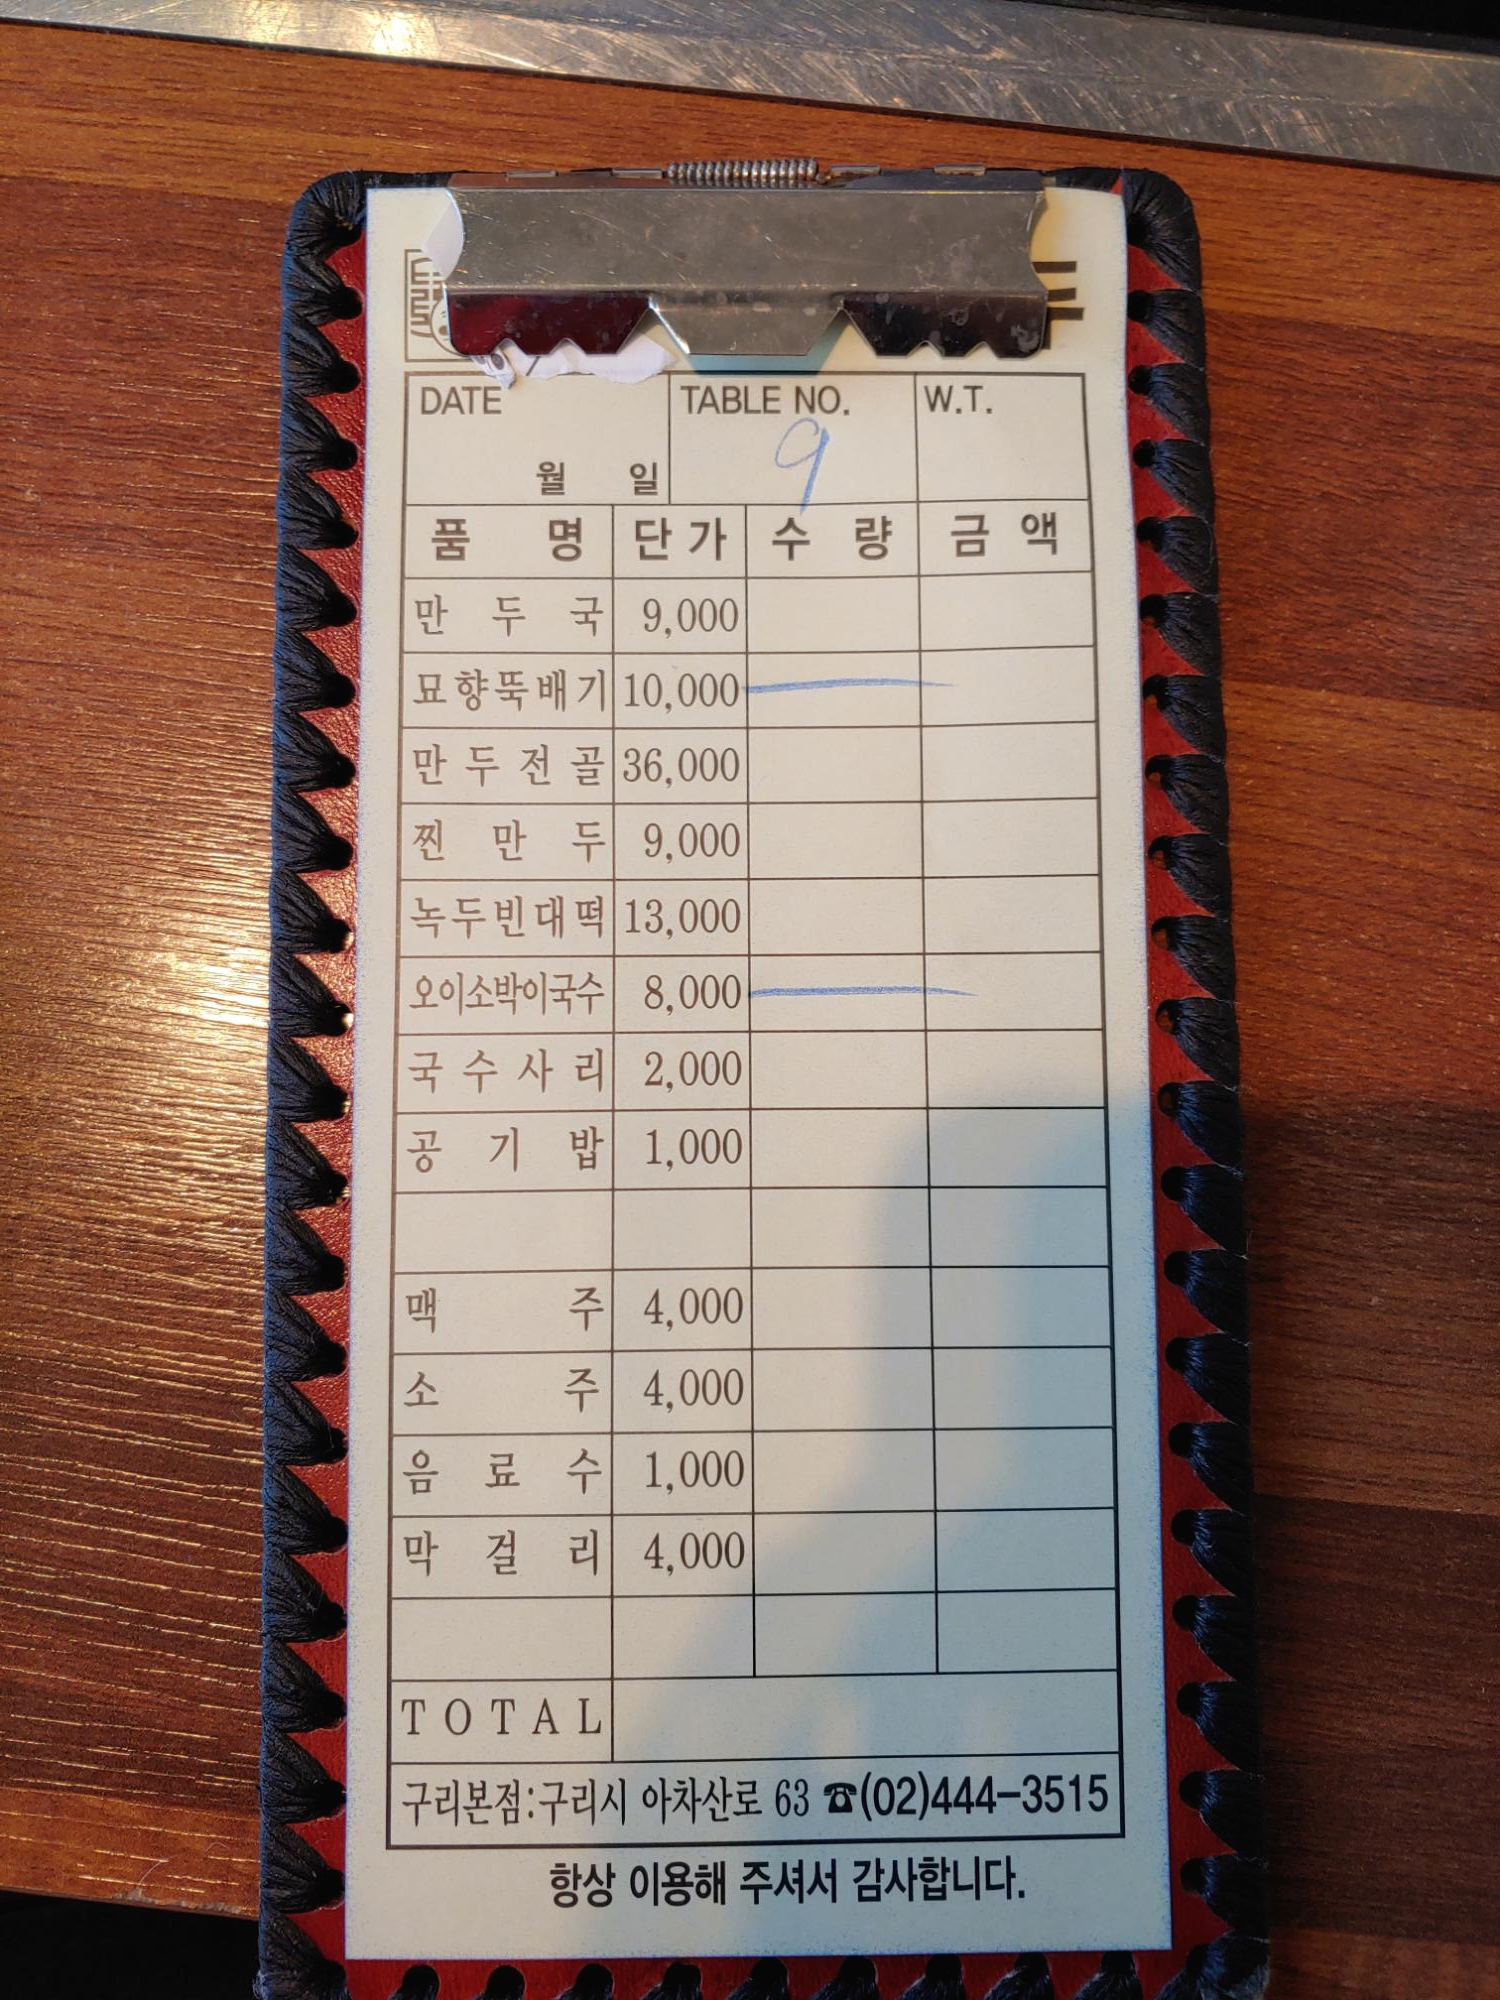 DATE TABLE NO. W.T.
월 일 9
품 명 단가 수 량 금 액
만 두 국 9,000
묘향뚝배기 10,000
만 두 전 골 36,000
찐 만 두 9,000
녹두빈대떡 13,000
오이소박이국수 8,000
국 수 사 리 2,000
공 기 밥 1,000
맥 주 4,000
소 주 4,000
음 료 수 1,000
막 걸 리 4,000
TOTAL
구리본점:구리시 아차산로 63 ☎(02)444-3515
항상 이용해 주셔서 감사합니다.